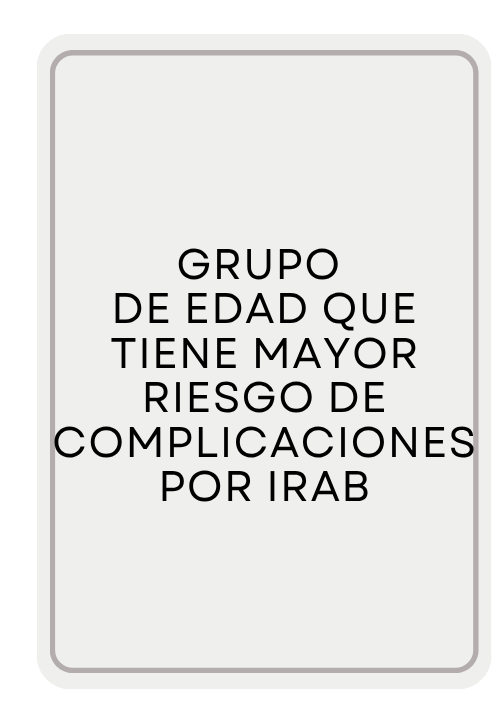 GRUPO
DE EDAD QUE
TIENE MAYOR
RIESGO DE
COMPLICACIONES
POR IRAB